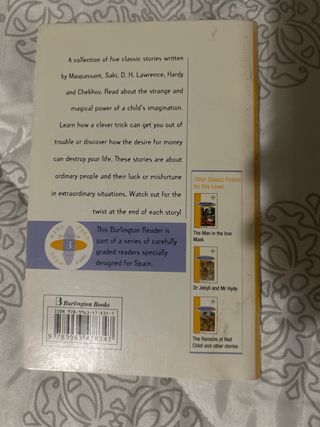 A collection of five classic stories written
by Maupassant, Saki, D. H. Lawrence, Hardy
and Chekhov. Read about the strange and
magical power of a child's imagination.
Learn how a clever trick can get you out of
trouble or discover how the desire for money
can destroy your life. These stories are about
ordinary people and their luck or misfortune
in extraordinary situations. Watch out for the
twist at the end of each story!
3
This Burlington Reader is
part of a series of carefully
graded readers specially
designed for Spain.
Other Classic Fiction
for this Level
The Man in the Iron
Mask
Dr Jekyll and Mr Hyde
The Ransom of Red
Chief and other stories
B Burlington Books